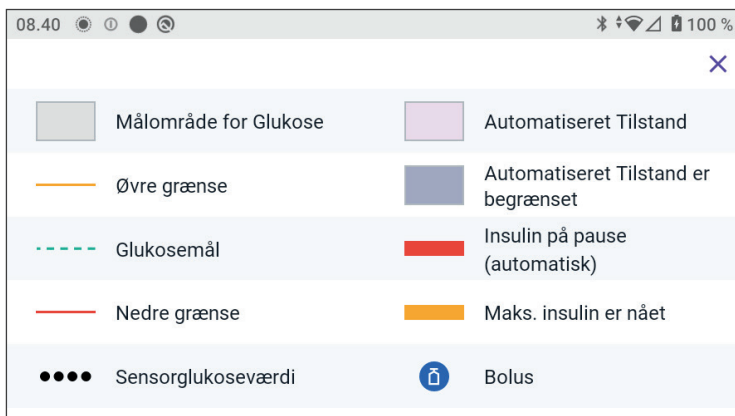 08.40
100 %
Målområde for Glukose
Automatiseret Tilstand
Øvre grænse
Automatiseret Tilstand er
begrænset
Glukosemål
Insulin på pause
(automatisk)
Nedre grænse
Maks. insulin er nået
Sensorglukoseværdi
Bolus